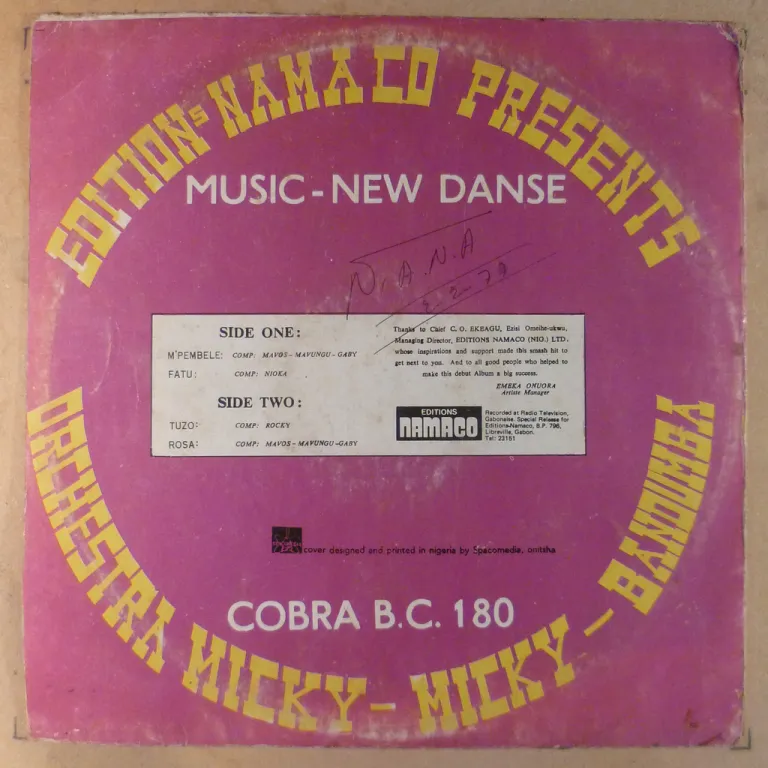 EDITIONS NAMACO PRESENTS
MUSIC - NEW DANSE
N. A. N. A
SIDE ONE:
M'PEMBELE: COMP: MAVOS - MAVUNGU - GABY
FATU: COMP: NIOKA
SIDE TWO:
TUZO: COMP: ROCKY
ROSA: COMP: MAVOS - MAVUNGU - GABY
Thanks to Chief C. O. EKEAGU, Ezisi Omeihe-ukwu,
Managing Director, EDITIONS NAMACO (NIG.) LTD.
whose inspirations and support made this smash hit to
get next to you. And to all good people who helped to
make this debut Album a big success.
EMEKA ONUORA
Artiste Manager
EDITIONS
NAMACO
Recorded at Radio Television,
Gabonaise. Special Release for
Editions-Namaco, B.P. 796,
Libreville, Gabon.
Tel: 22151
cover designed and printed in nigeria by Specomedia, onitsha
COBRA B.C. 180
ORCHESTRA MICKY - MICKY - BANDUMBA